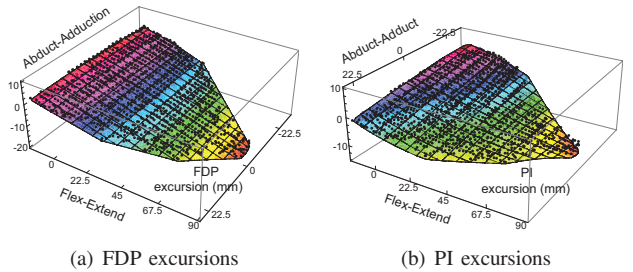 Abduct-Adduction
10
0
-10
-20
0
22.5
45
67.5
90
Flex-Extend
-22.5
0
22.5
FDP
excursion (mm)
(a) FDP excursions
Abduct-Adduct
-22.5
0
22.5
10
0
-10
0
22.5
45
67.5
90
Flex-Extend
PI
excursion (mm)
(b) PI excursions